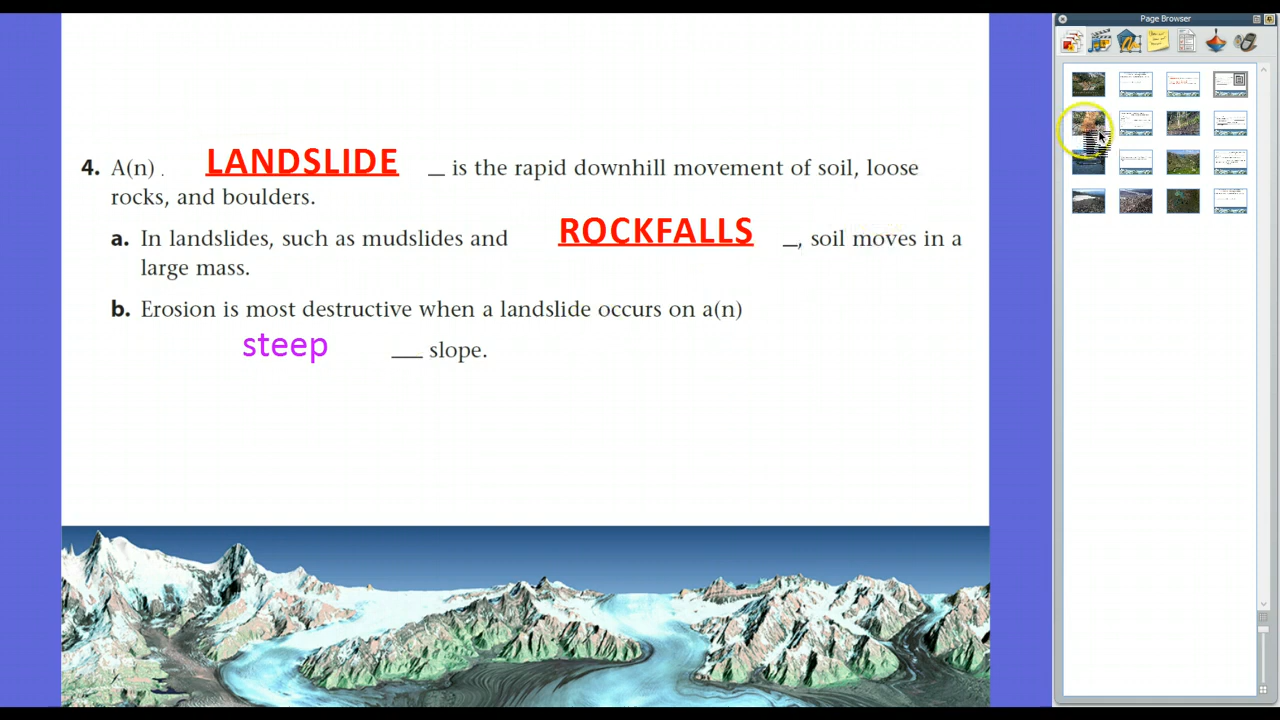 Page Browser
4. A(n) . LANDSLIDE _ is the rapid downhill movement of soil, loose
rocks, and boulders.
a. In landslides, such as mudslides and ROCKFALLS _, soil moves in a
large mass.
b. Erosion is most destructive when a landslide occurs on a(n)
steep ___ slope.